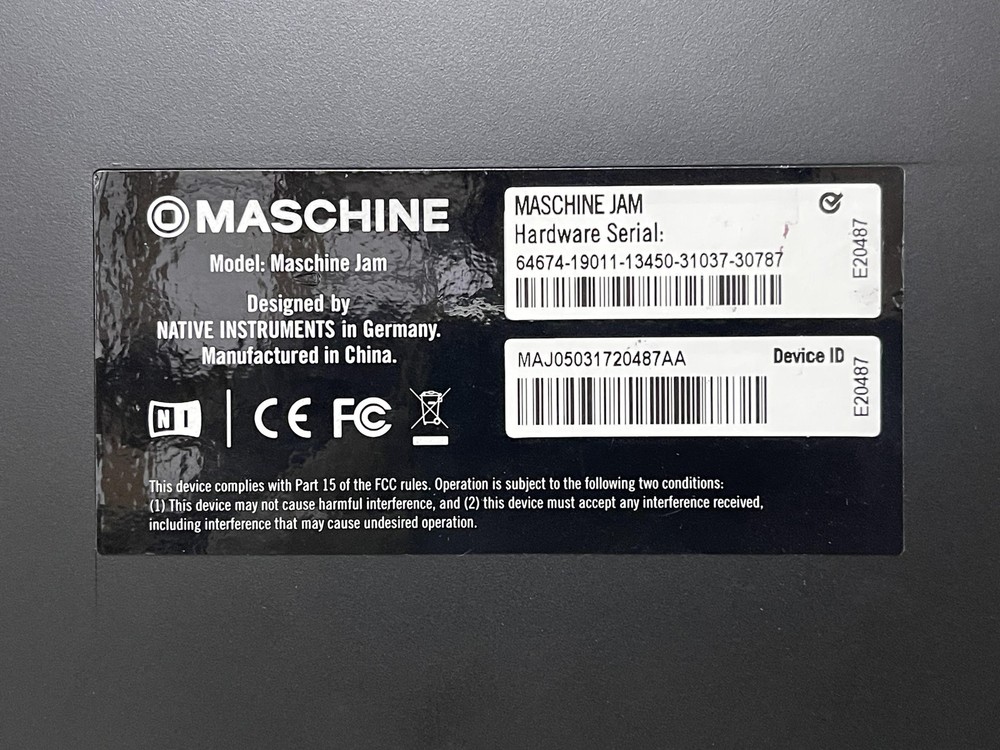 MASCHINE
Model: Maschine Jam
Designed by
NATIVE INSTRUMENTS in Germany.
Manufactured in China.
NI
CE FC
MASCHINE JAM
Hardware Serial:
64674-19011-13450-31037-30787
E20487
MAJ05031720487AA
Device ID
E20487
This device complies with Part 15 of the FCC rules. Operation is subject to the following two conditions:
(1) This device may not cause harmful interference, and (2) this device must accept any interference received,
including interference that may cause undesired operation.